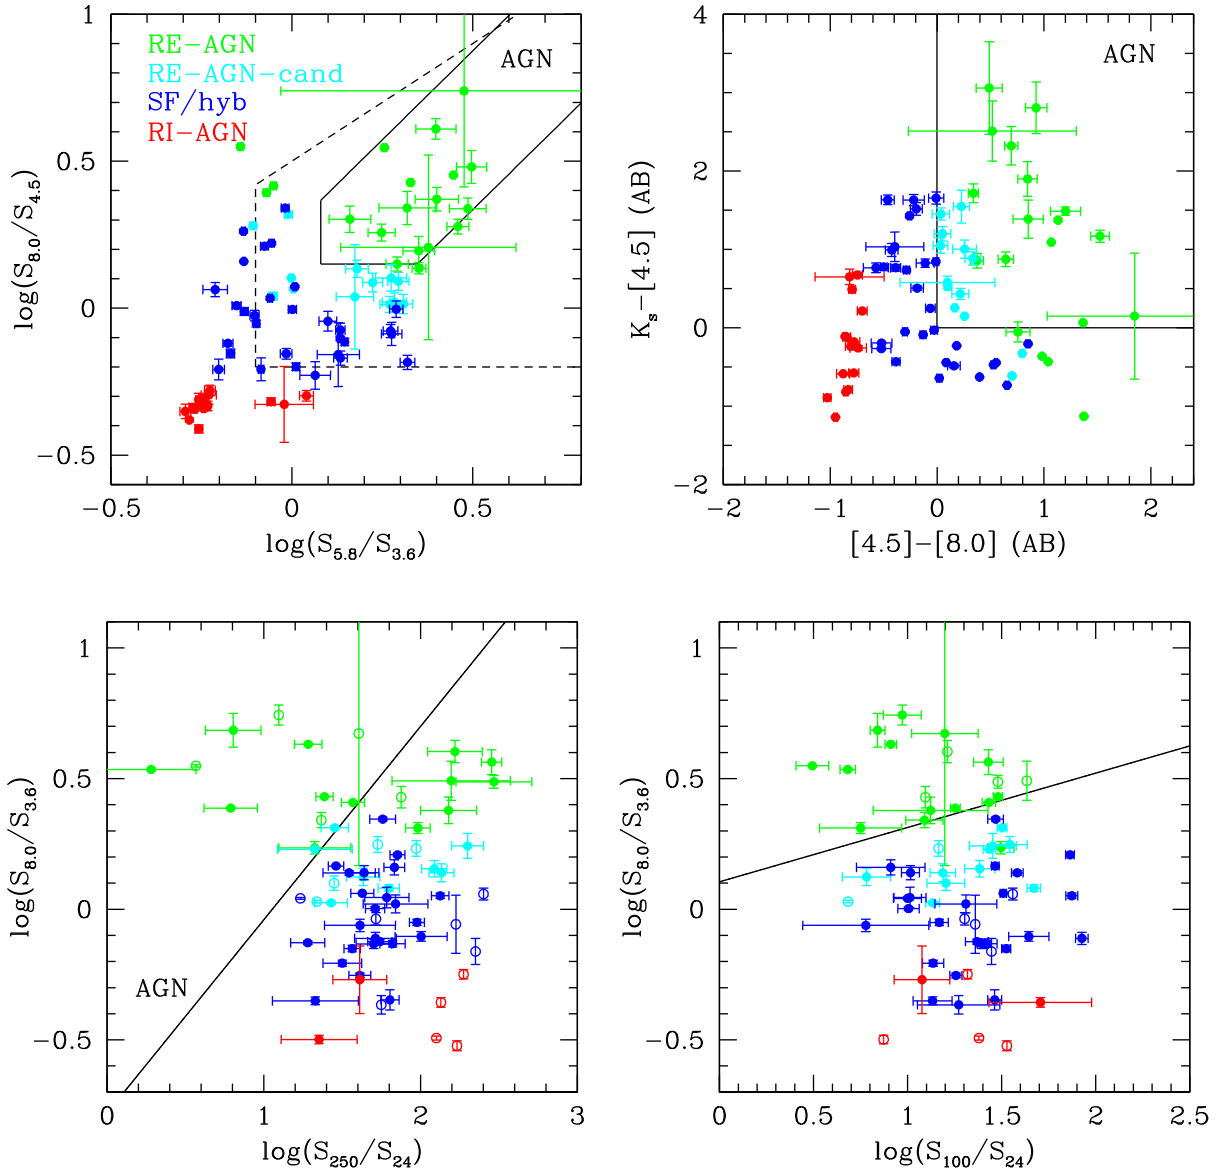 1
0.5
0
−0.5
log(S8.0/S4.5)
RE−AGN
RE−AGN−cand
SF/hyb
RI−AGN
AGN
−0.5
0
0.5
log(S5.8/S3.6)
4
2
0
−2
Ks−[4.5] (AB)
AGN
−2
−1
0
1
2
[4.5]−[8.0] (AB)
1
0.5
0
−0.5
log(S8.0/S3.6)
AGN
0
1
2
3
log(S250/S24)
1
0.5
0
−0.5
log(S8.0/S3.6)
0
0.5
1
1.5
2
2.5
log(S100/S24)